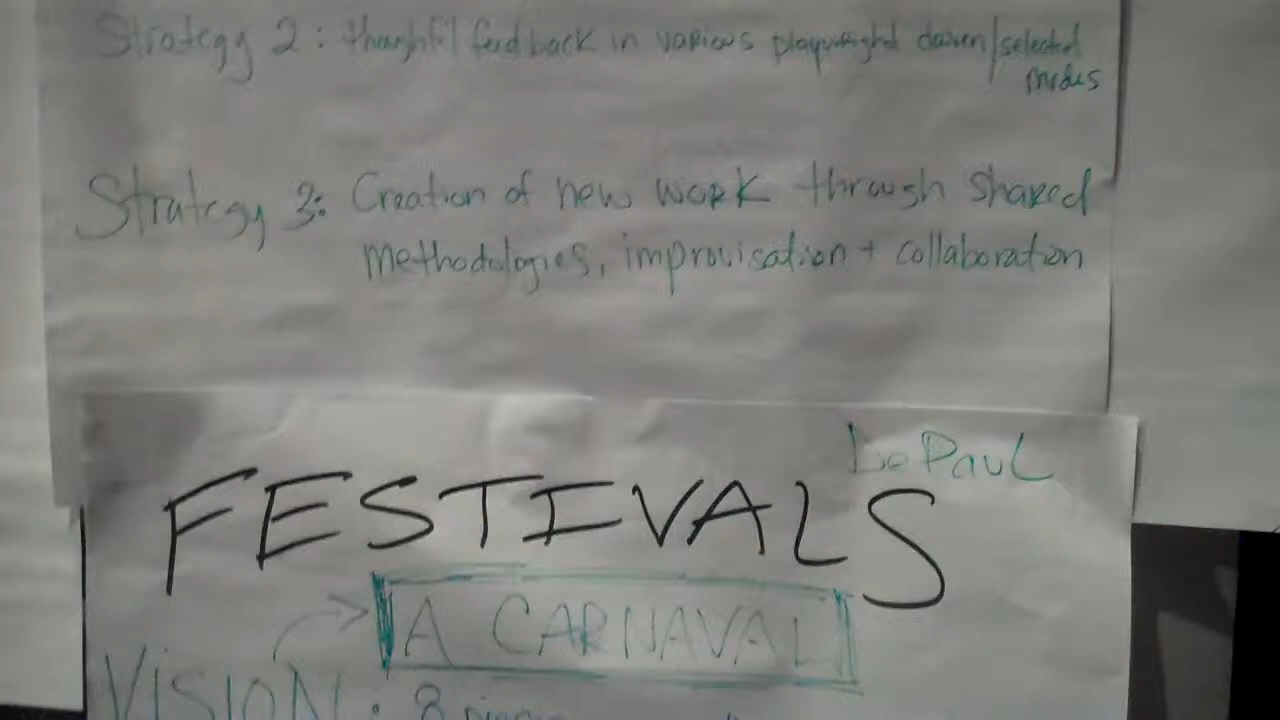 Strategy 2: thoughtful feedback in various playwright driven/selected
modes
Strategy 3: Creation of new work through shared
methodologies, improvisation + collaboration
DePaul
FESTIVALS
A CARNAVAL
VISION: 8